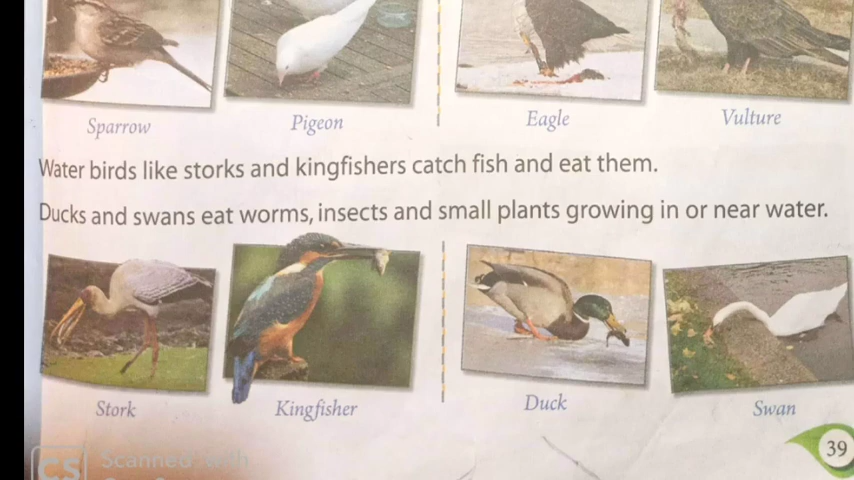 Sparrow Pigeon Eagle Vulture
Water birds like storks and kingfishers catch fish and eat them.
Ducks and swans eat worms, insects and small plants growing in or near water.
Stork Kingfisher Duck Swan
39
CS Scanned with